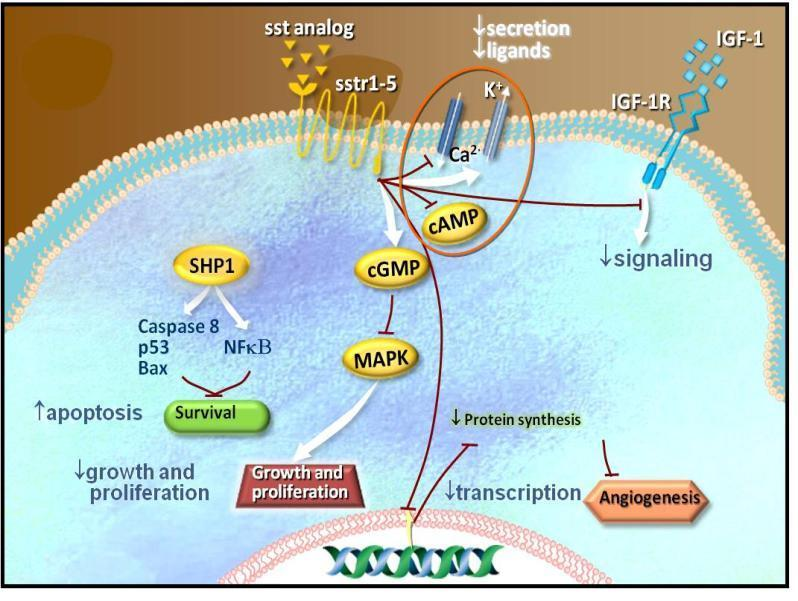 sst analog
sstr1-5
↓secretion
↓ligands
IGF-1
K+
IGF-1R
Ca2-
cAMP
SHP1
cGMP
↓signaling
Caspase 8
p53
Bax
NFκB
MAPK
↑apoptosis
Survival
↓Protein synthesis
↓growth and
proliferation
Growth and
proliferation
↓transcription
Angiogenesis